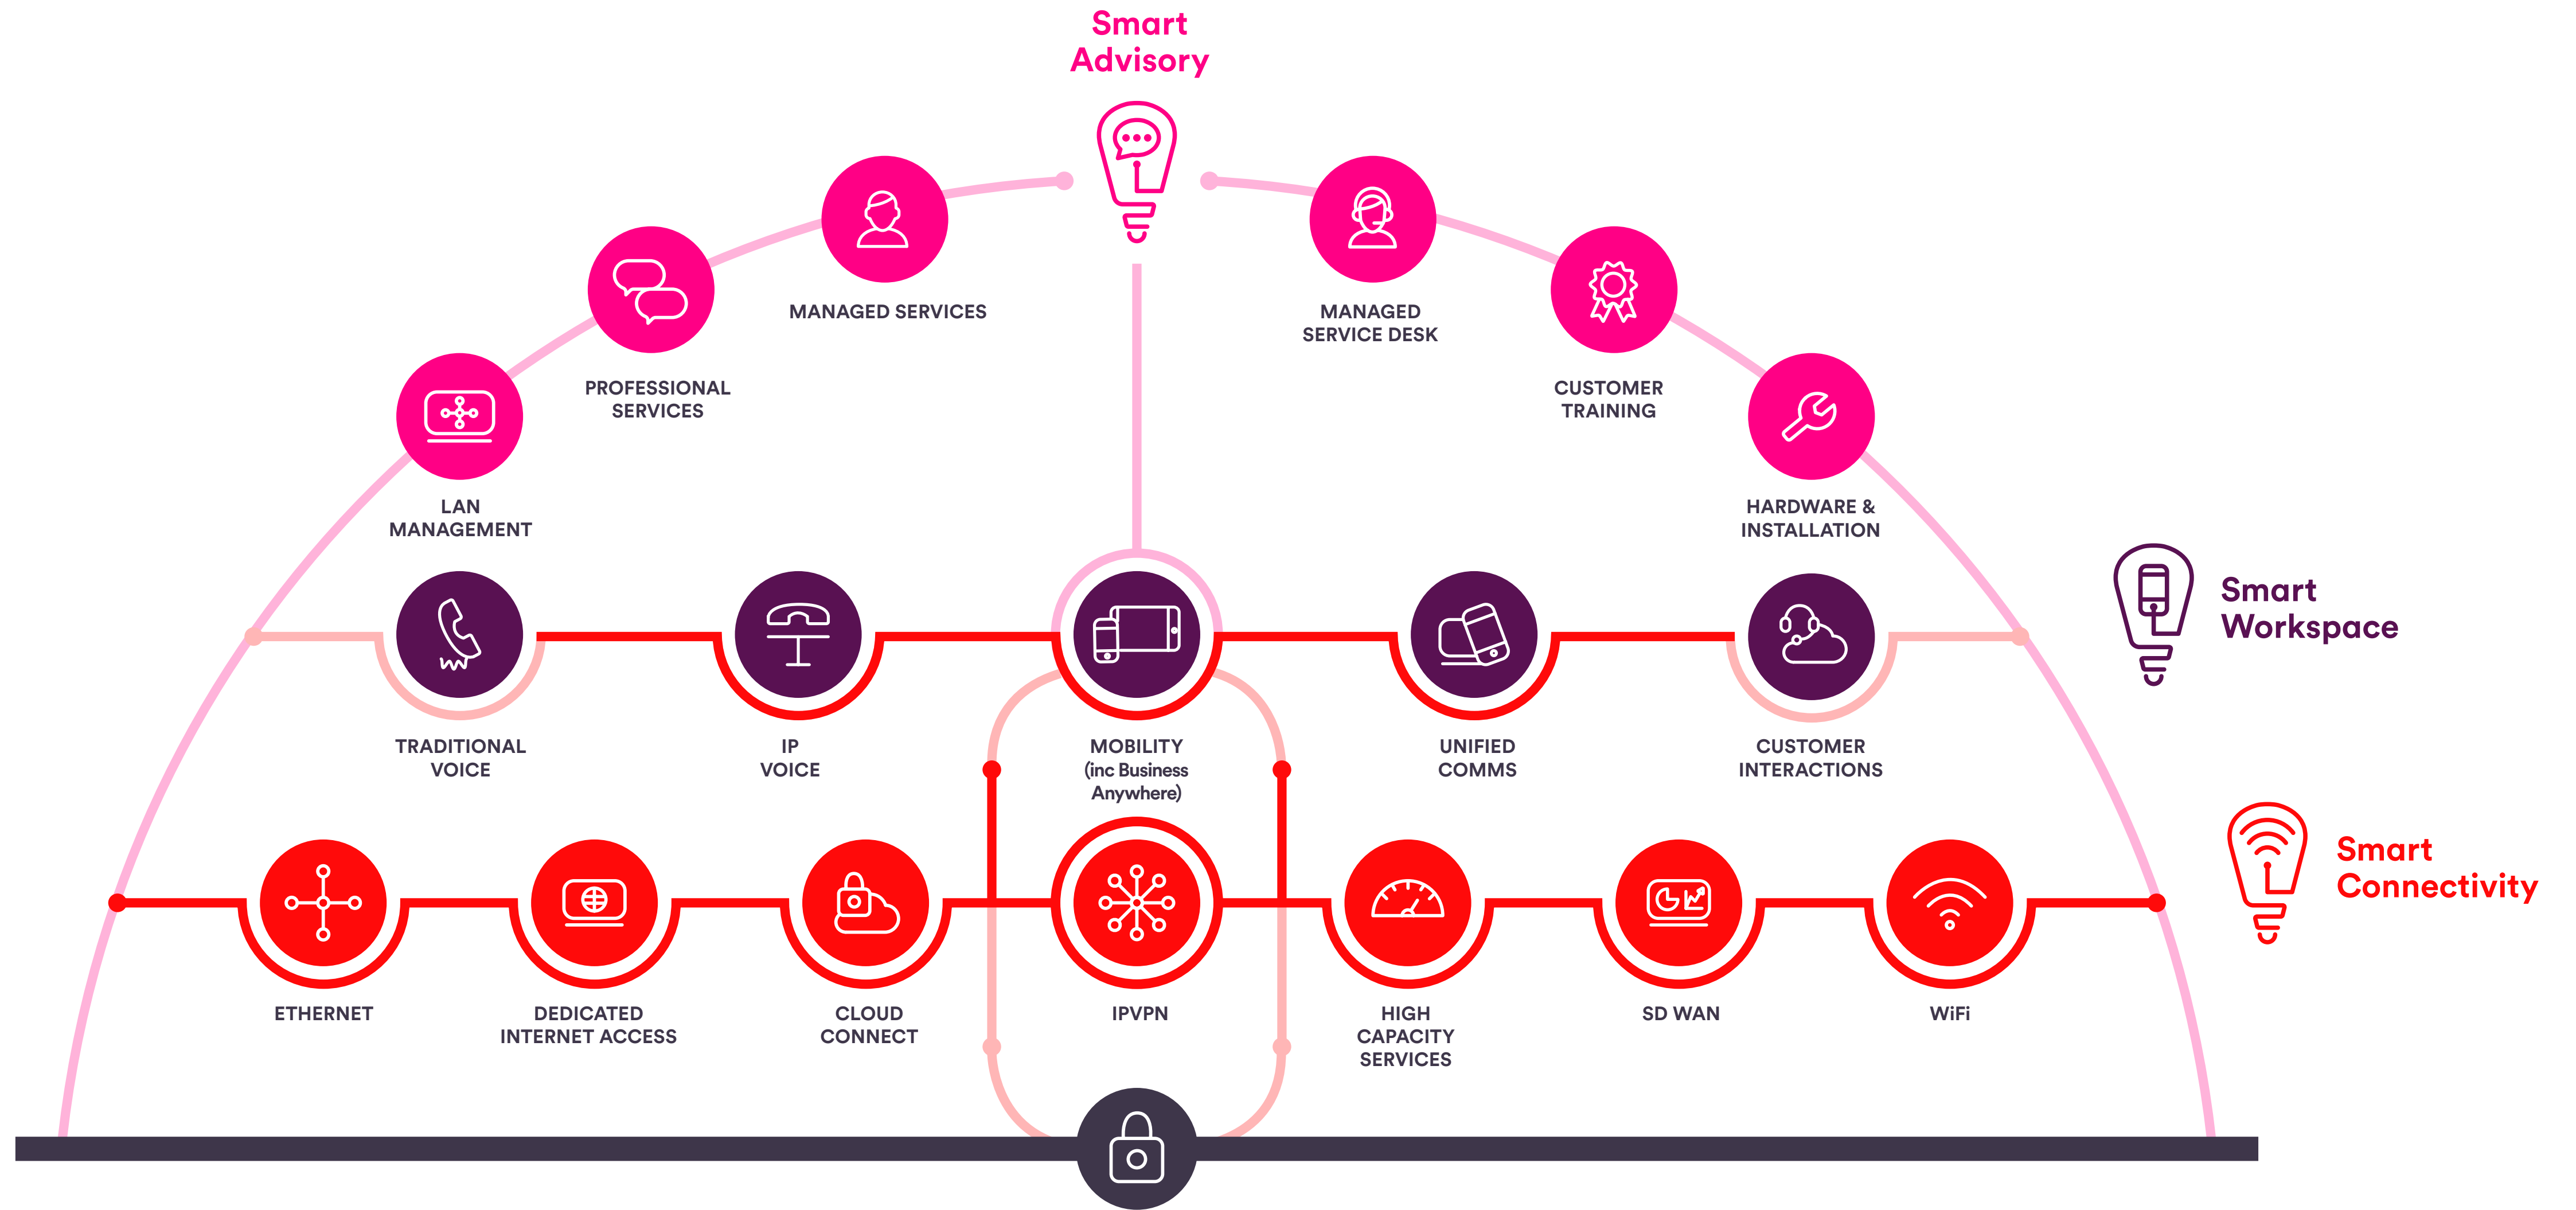 Smart
Advisory
MANAGED SERVICES
MANAGED
SERVICE DESK
PROFESSIONAL
SERVICES
CUSTOMER
TRAINING
LAN
MANAGEMENT
HARDWARE &
INSTALLATION
Smart
Workspace
TRADITIONAL
VOICE
IP
VOICE
MOBILITY
(inc Business
Anywhere)
UNIFIED
COMMS
CUSTOMER
INTERACTIONS
Smart
Connectivity
ETHERNET
DEDICATED
INTERNET ACCESS
CLOUD
CONNECT
IPVPN
HIGH
CAPACITY
SERVICES
SD WAN
WiFi